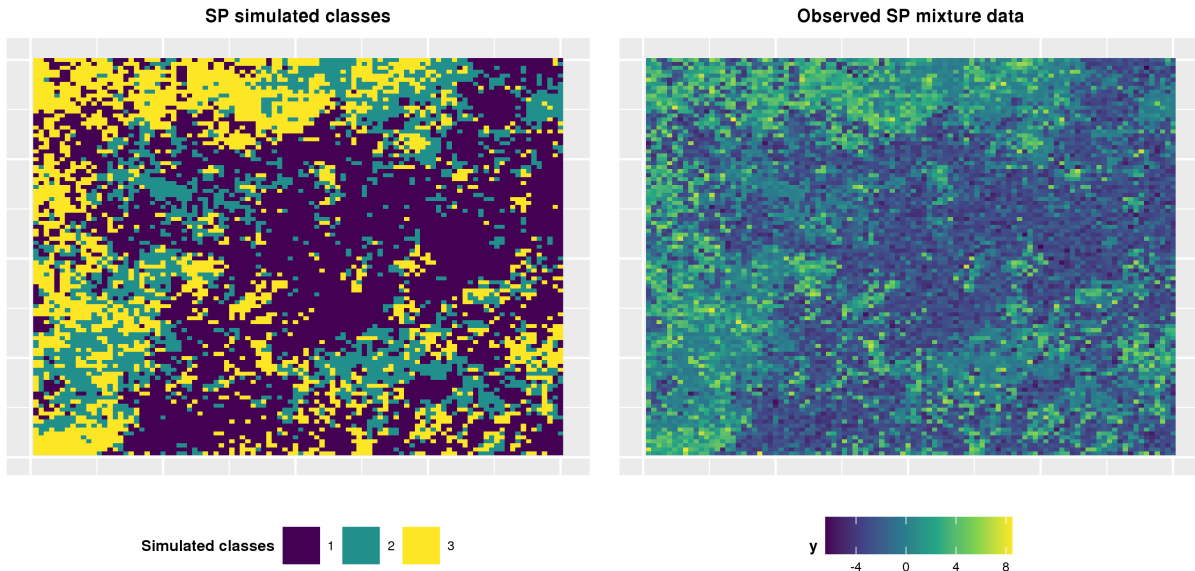 SP simulated classes
Observed SP mixture data
Simulated classes 1 2 3
y
-4 0 4 8